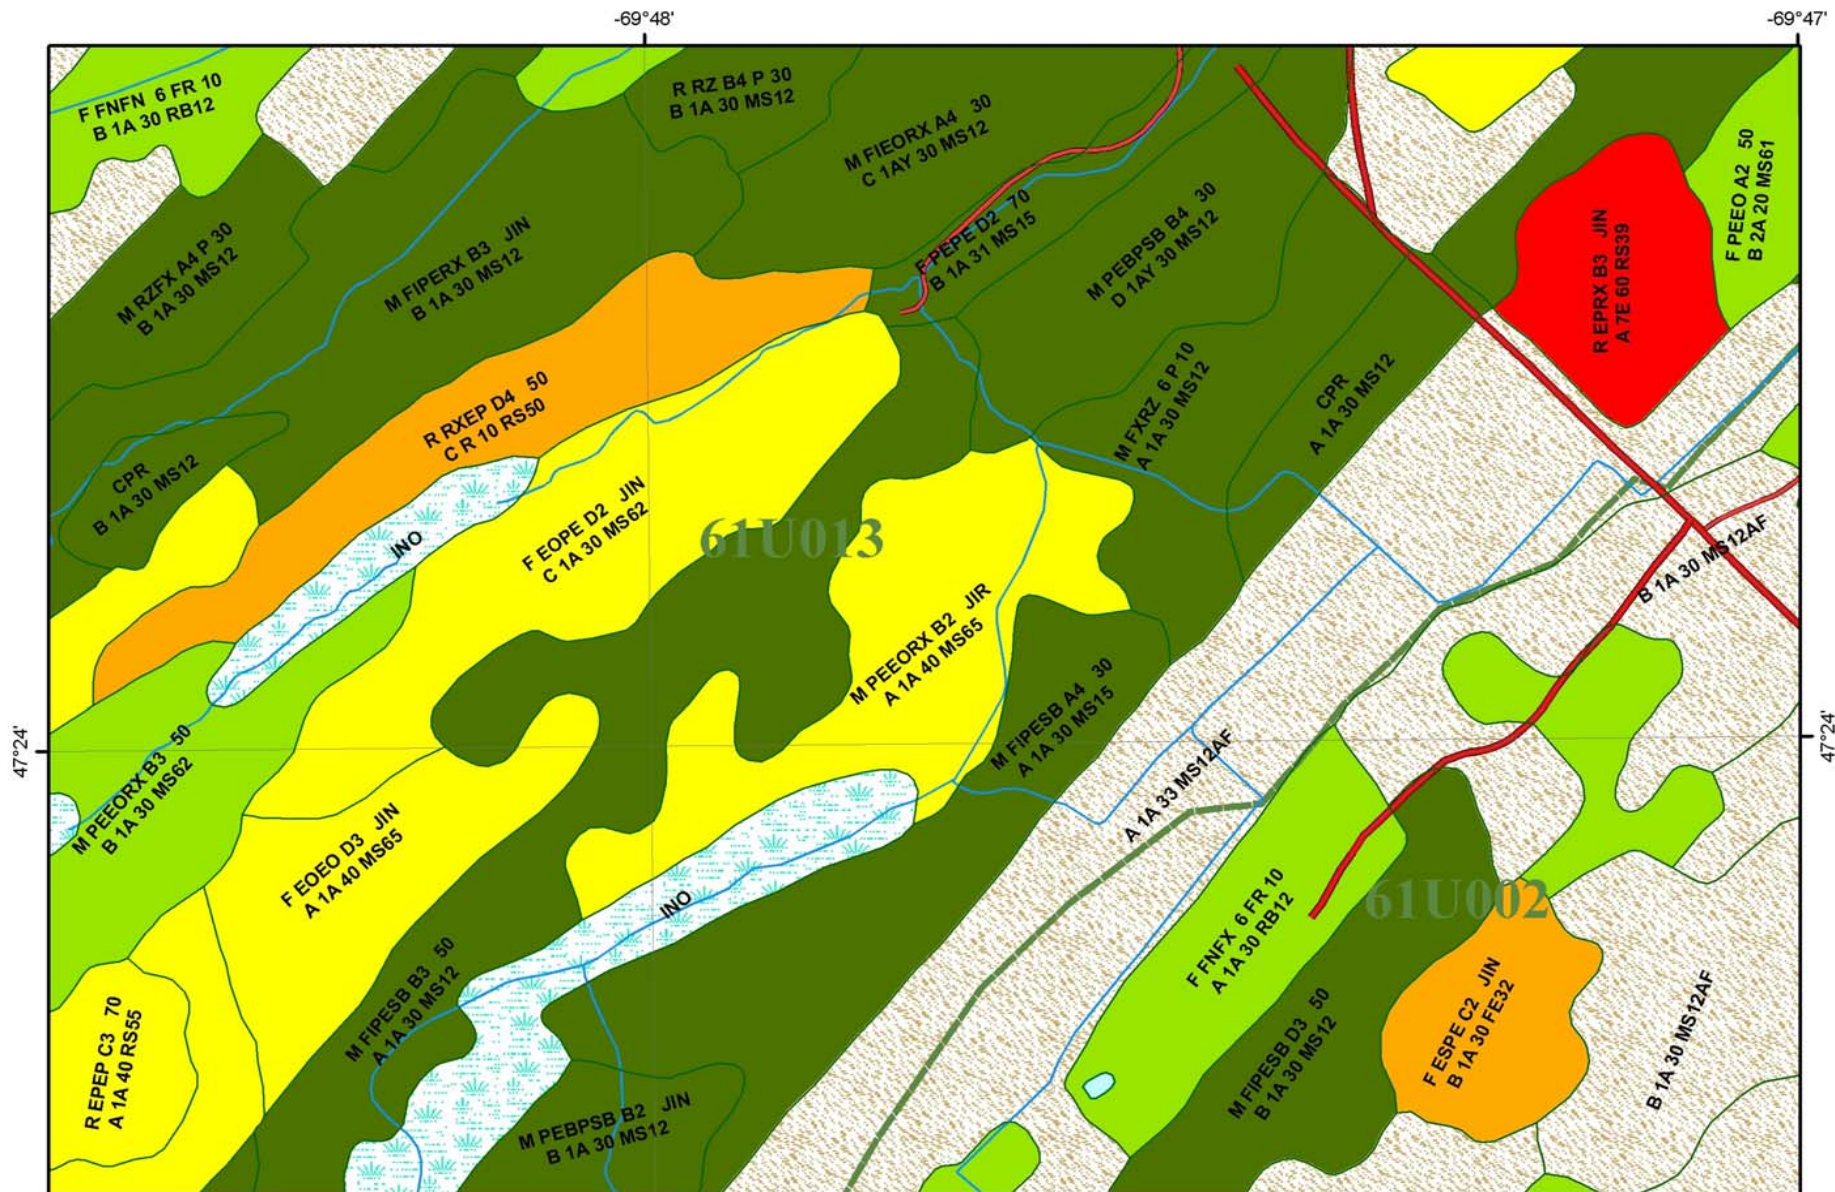 -69°48'
-69°47'
F FNFN 6 FR 10
B 1A 30 RB12
R RZ B4 P 30
B 1A 30 MS12
M FIEORX A4 30
C 1AY 30 MS12
F PEEO A2 50
B 2A 20 MS61
M RZFX A4 P 30
B 1A 30 MS12
M FIPERX B3 JIN
B 1A 30 MS12
F PEPE D2 70
B 1A 31 MS15
M PEBPSB B4 30
D 1AY 30 MS12
R EPRX B3 JIN
A 7E 60 RS39
R RXEP D4 50
C R 10 RS50
M FXRZ 6 P 10
A 1A 30 MS12
CPR
A 1A 30 MS12
CPR
B 1A 30 MS12
INO
F EOPE D2 JIN
C 1A 30 MS62
61U013
B 1A 30 MS12AF
M PEEORX B2 JIR
A 1A 40 MS65
M FIPESB A4 30
A 1A 30 MS15
47°24'
47°24'
M PEEORX B3 50
B 1A 30 MS62
A 1A 33 MS12AF
F EOEO D3 JIN
A 1A 40 MS65
INO
61U002
F FNFX 6 FR 10
A 1A 30 RB12
M FIPESB B3 50
A 1A 30 MS12
R EPEP C3 70
A 1A 40 RS55
M FIPESB D3 50
B 1A 30 MS12
F ESPE C2 JIN
B 1A 30 FE32
B 1A 30 MS12AF
M PEBPSB B2 JIN
B 1A 30 MS12